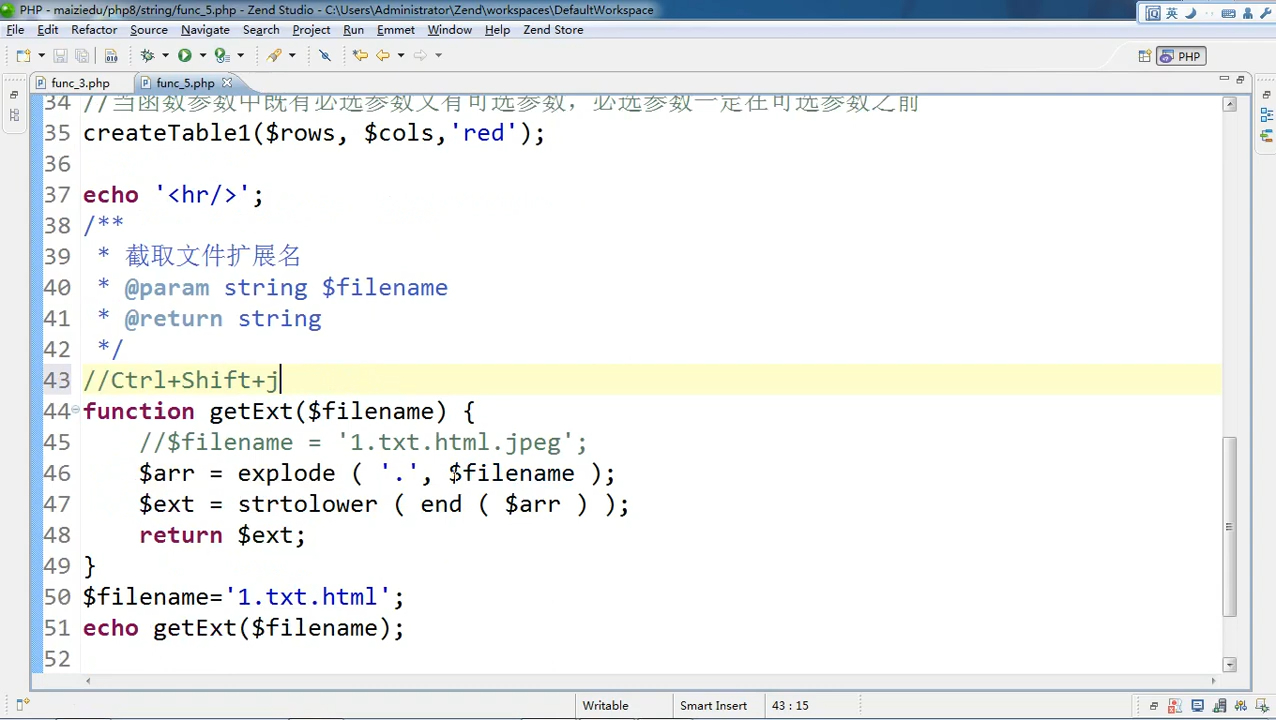 PHP - maiziedu/php8/string/func_5.php - Zend Studio - C:\Users\Administrator\Zend\workspaces\DefaultWorkspace
英
File Edit Refactor Source Navigate Search Project Run Emmet Window Help Zend Store
PHP
func_3.php func_5.php
34 //当函数参数中既有必选参数又有可选参数，必选参数一定在可选参数之前
35 createTable1($rows, $cols,'red');
36
37 echo '<hr/>';
38 /**
39 * 截取文件扩展名
40 * @param string $filename
41 * @return string
42 */
43 //Ctrl+Shift+j
44 function getExt($filename) {
45 //$filename = '1.txt.html.jpeg';
46 $arr = explode ( '.', $filename );
47 $ext = strtolower ( end ( $arr ) );
48 return $ext;
49 }
50 $filename='1.txt.html';
51 echo getExt($filename);
52
Writable Smart Insert 43 : 15